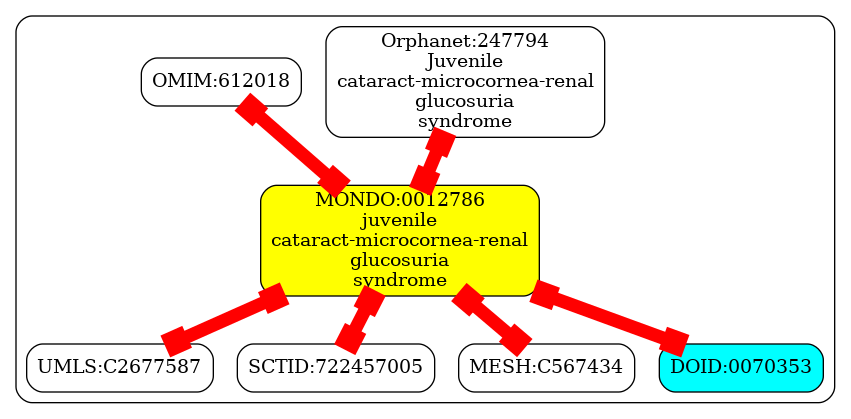 Orphanet:247794
Juvenile
cataract-microcornea-renal
glucosuria
syndrome
OMIM:612018
MONDO:0012786
juvenile
cataract-microcornea-renal
glucosuria
syndrome
UMLS:C2677587
SCTID:722457005
MESH:C567434
DOID:0070353